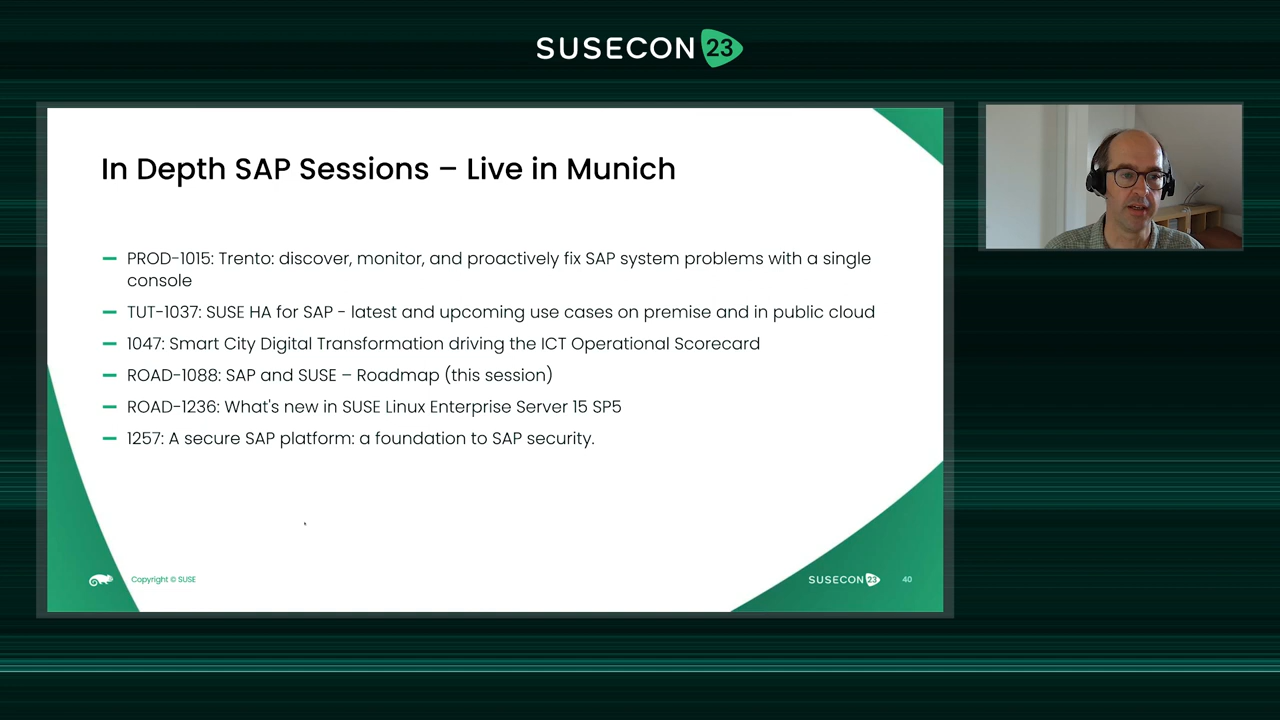 SUSECON 23
In Depth SAP Sessions – Live in Munich
PROD-1015: Trento: discover, monitor, and proactively fix SAP system problems with a single
console
TUT-1037: SUSE HA for SAP - latest and upcoming use cases on premise and in public cloud
1047: Smart City Digital Transformation driving the ICT Operational Scorecard
ROAD-1088: SAP and SUSE – Roadmap (this session)
ROAD-1236: What's new in SUSE Linux Enterprise Server 15 SP5
1257: A secure SAP platform: a foundation to SAP security.
Copyright © SUSE
SUSECON 23
40